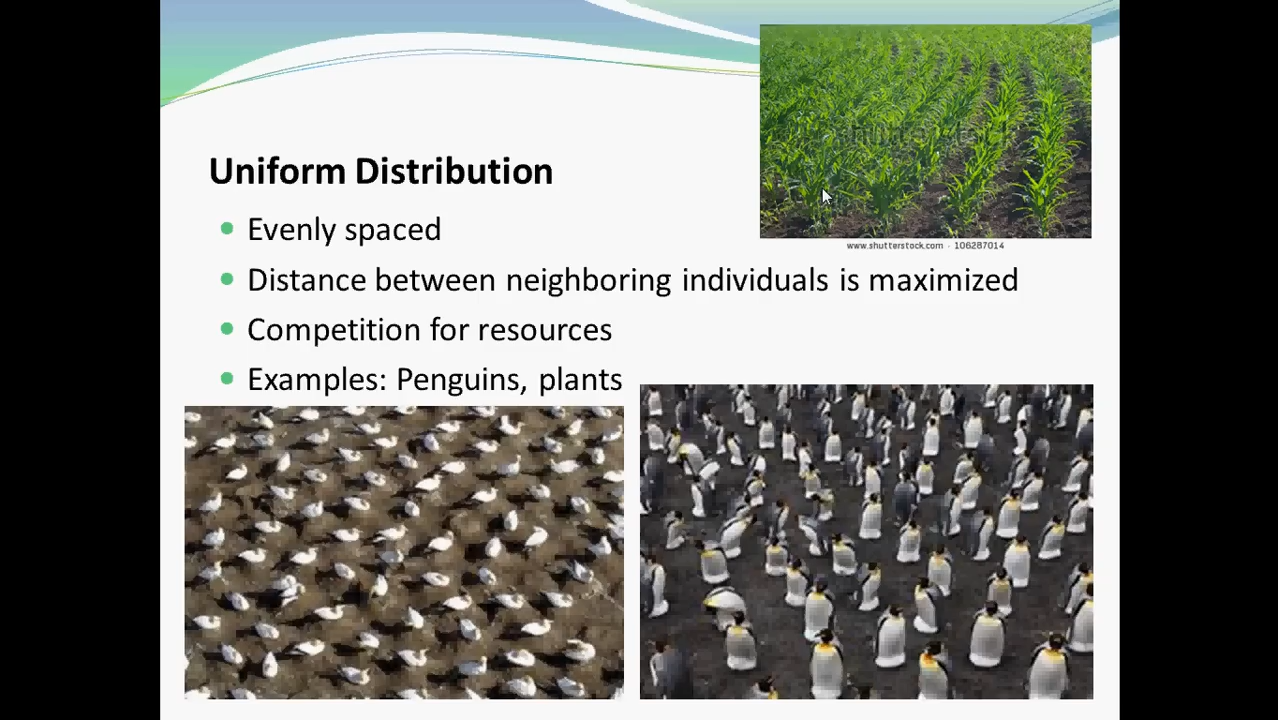 www.shutterstock.com · 106287014
Uniform Distribution
Evenly spaced
Distance between neighboring individuals is maximized
Competition for resources
Examples: Penguins, plants